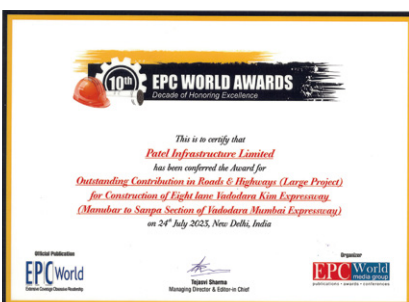 10th EPC WORLD AWARDS
Decade of Honoring Excellence
This is to certify that
Patel Infrastructure Limited
has been conferred the Award for
Outstanding Contribution in Roads & Highways (Large Project)
for Construction of Eight lane Vadodara Kim Expressway
(Manubar to Sanpa Section of Vadodara Mumbai Expressway)
on 24th July 2023, New Delhi, India
Official Publication
EPC World
Tejasvi Sharma
Managing Director & Editor-in Chief
Organizer
EPC World
media group
publications • awards • conferences